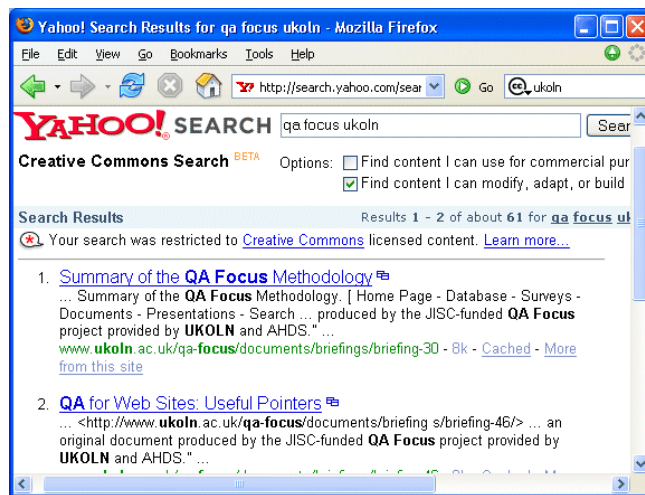 Yahoo! Search Results for qa focus ukoln - Mozilla Firefox
File Edit View Go Bookmarks Tools Help
http://search.yahoo.com/sear Go cc ukoln
YAHOO! SEARCH qa focus ukoln Sear
Creative Commons Search BETA Options: Find content I can use for commercial pur
Find content I can modify, adapt, or build
Search Results Results 1 - 2 of about 61 for qa focus uk
Your search was restricted to Creative Commons licensed content. Learn more...
1. Summary of the QA Focus Methodology
... Summary of the QA Focus Methodology. [ Home Page - Database - Surveys -
Documents - Presentations - Search ... produced by the JISC-funded QA Focus
project provided by UKOLN and AHDS." ...
www.ukoln.ac.uk/qa-focus/documents/briefings/briefing-30 - 8k - Cached - More
from this site
2. QA for Web Sites: Useful Pointers
... <http://www.ukoln.ac.uk/qa-focus/documents/briefing s/briefing-46/> ... an
original document produced by the JISC-funded QA Focus project provided by
UKOLN and AHDS." ...